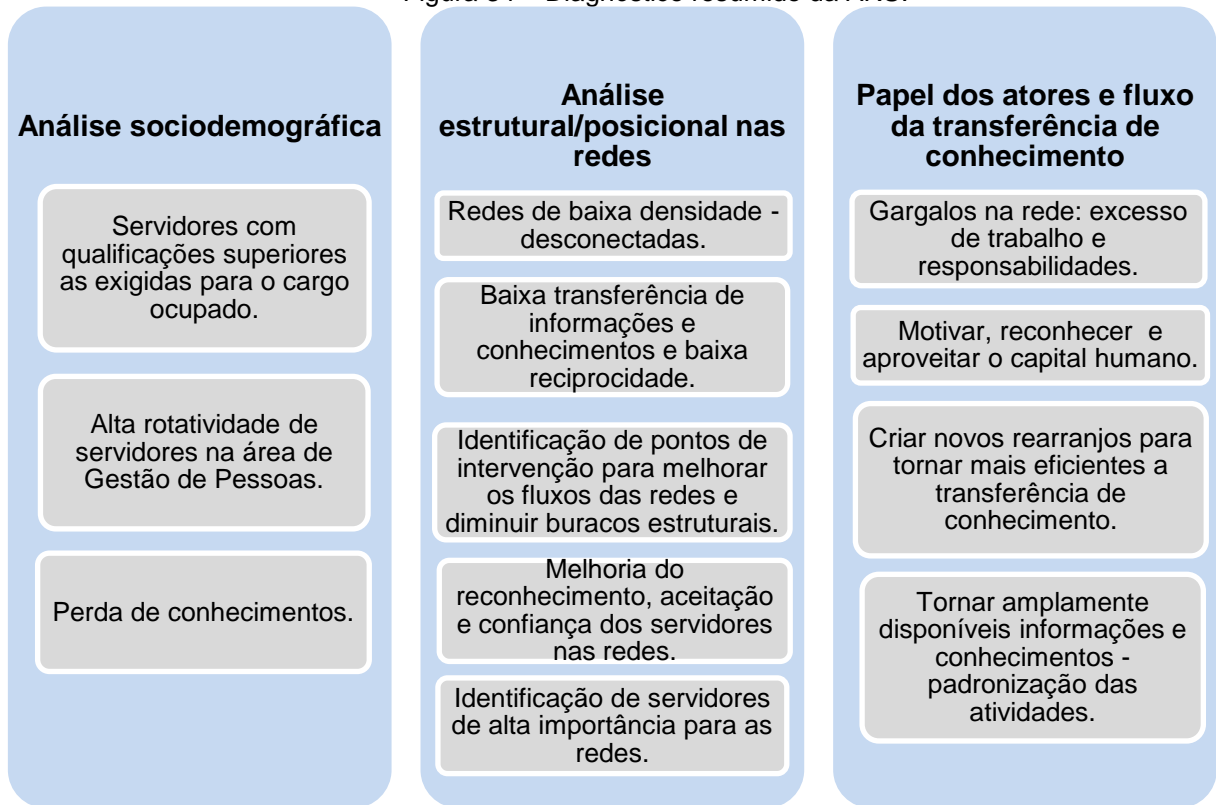 Análise sociodemográfica
Servidores com
qualificações superiores
as exigidas para o cargo
ocupado.
Alta rotatividade de
servidores na área de
Gestão de Pessoas.
Perda de conhecimentos.
Análise
estrutural/posicional nas
redes
Redes de baixa densidade -
desconectadas.
Baixa transferência de
informações e
conhecimentos e baixa
reciprocidade.
Identificação de pontos de
intervenção para melhorar
os fluxos das redes e
diminuir buracos estruturais.
Melhoria do
reconhecimento, aceitação
e confiança dos servidores
nas redes.
Identificação de servidores
de alta importância para as
redes.
Papel dos atores e fluxo
da transferência de
conhecimento
Gargalos na rede: excesso
de trabalho e
responsabilidades.
Motivar, reconhecer e
aproveitar o capital humano.
Criar novos rearranjos para
tornar mais eficientes a
transferência de
conhecimento.
Tornar amplamente
disponíveis informações e
conhecimentos -
padronização das
atividades.